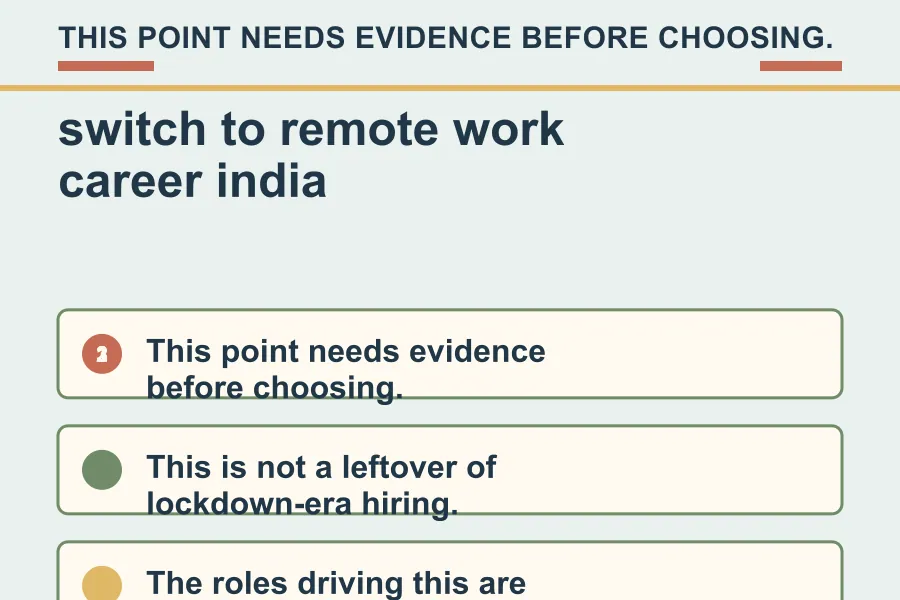 THIS POINT NEEDS EVIDENCE BEFORE CHOOSING.
switch to remote work
career india
This point needs evidence
before choosing.
This is not a leftover of
lockdown-era hiring.
The roles driving this are